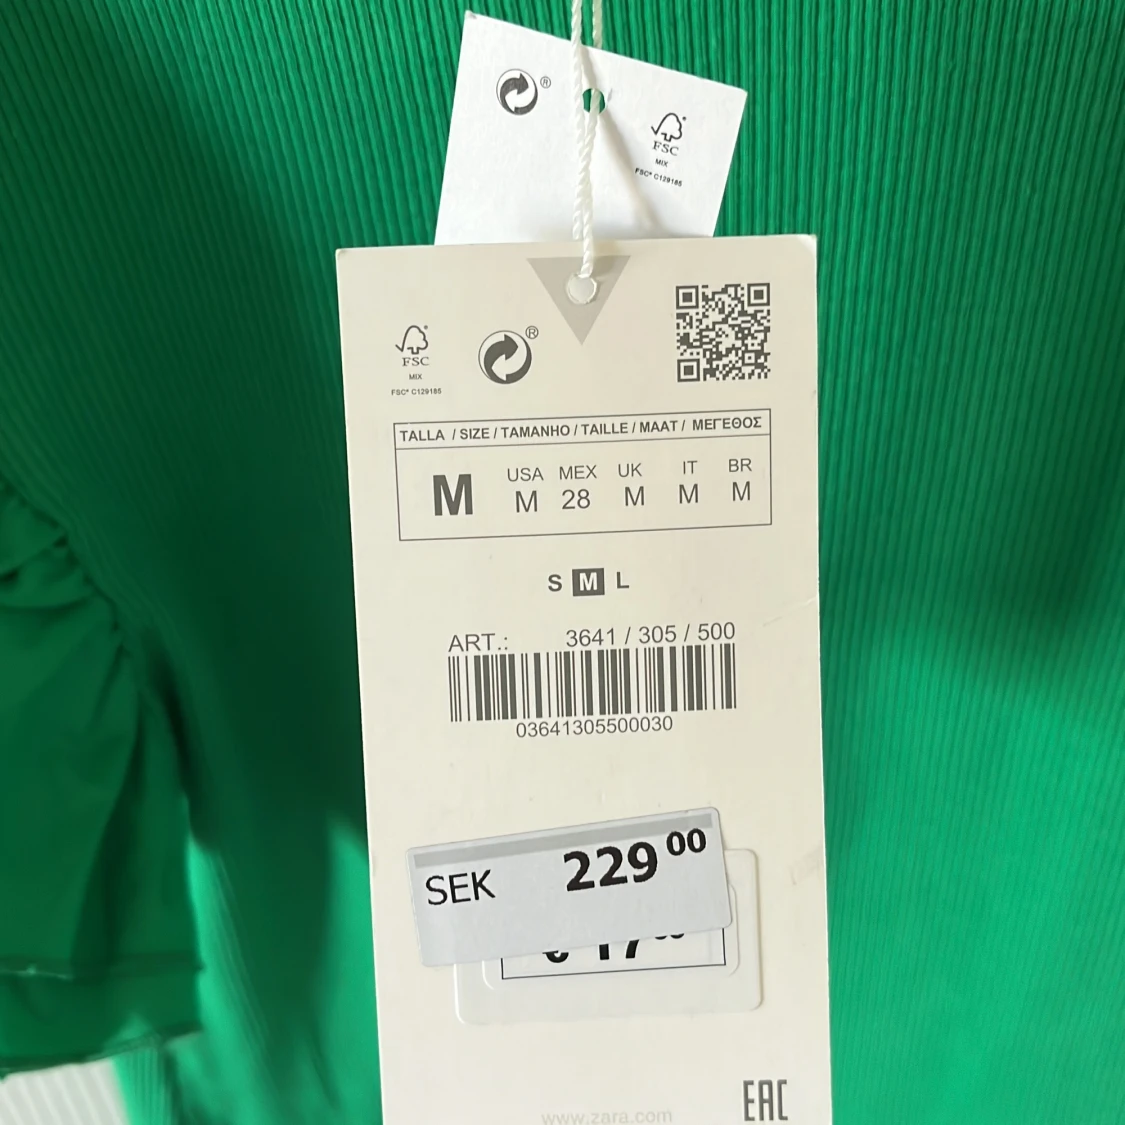 ®
FSC
MIX
FSC® C129185
®
FSC
MIX
FSC® C129185
TALLA / SIZE / TAMANHO / TAILLE / MAAT / ΜΕΓΕΘΟΣ
M
USA MEX UK IT BR
M 28 M M M
S M L
ART.: 3641 / 305 / 500
03641305500030
SEK 229 00
€ 17
www.zara.com
EAC